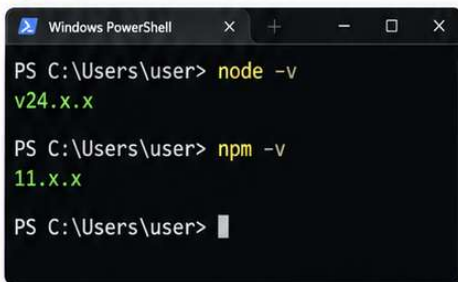 Windows PowerShell
PS C:\Users\user> node -v
v24.x.x
PS C:\Users\user> npm -v
11.x.x
PS C:\Users\user>